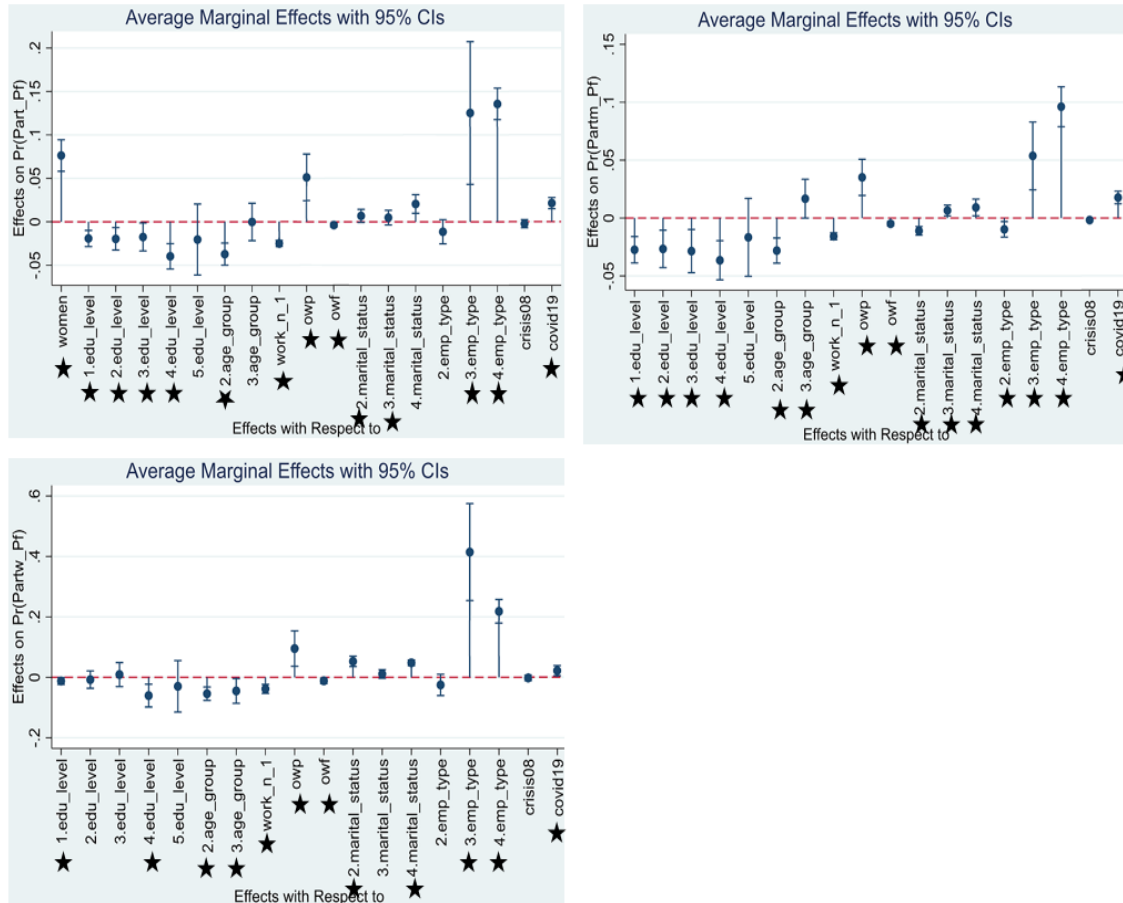 Average Marginal Effects with 95% CIs
Effects on Pr(Part_Pf)
.2
.15
.1
.05
0
-.05
women
1.edu_level
2.edu_level
3.edu_level
4.edu_level
5.edu_level
2.age_group
3.age_group
work_n_1
owp
owf
2.marital_status
3.marital_status
4.marital_status
2.emp_type
3.emp_type
4.emp_type
crisis08
covid19
Effects with Respect to
Average Marginal Effects with 95% CIs
Effects on Pr(Partm_Pf)
.15
.1
.05
0
-.05
1.edu_level
2.edu_level
3.edu_level
4.edu_level
5.edu_level
2.age_group
3.age_group
work_n_1
owp
owf
2.marital_status
3.marital_status
4.marital_status
2.emp_type
3.emp_type
4.emp_type
crisis08
covid19
Effects with Respect to
Average Marginal Effects with 95% CIs
Effects on Pr(Partw_Pf)
.6
.4
.2
0
-.2
1.edu_level
2.edu_level
3.edu_level
4.edu_level
5.edu_level
2.age_group
3.age_group
work_n_1
owp
owf
2.marital_status
3.marital_status
4.marital_status
2.emp_type
3.emp_type
4.emp_type
crisis08
covid19
Effects with Respect to